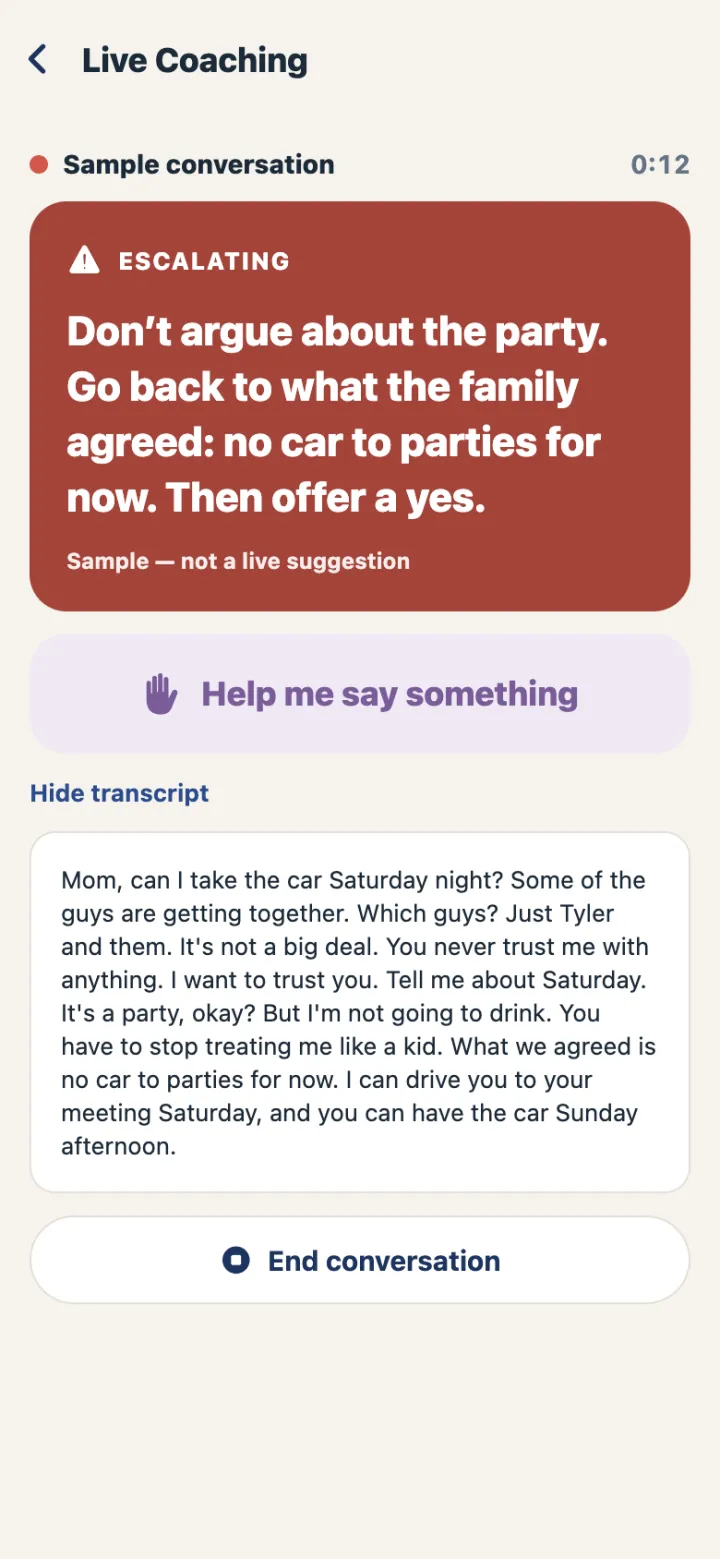 Live Coaching
Sample conversation
0:12
ESCALATING
Don’t argue about the party.
Go back to what the family
agreed: no car to parties for
now. Then offer a yes.
Sample — not a live suggestion
Help me say something
Hide transcript
Mom, can I take the car Saturday night? Some of the
guys are getting together. Which guys? Just Tyler
and them. It's not a big deal. You never trust me with
anything. I want to trust you. Tell me about Saturday.
It's a party, okay? But I'm not going to drink. You
have to stop treating me like a kid. What we agreed is
no car to parties for now. I can drive you to your
meeting Saturday, and you can have the car Sunday
afternoon.
End conversation